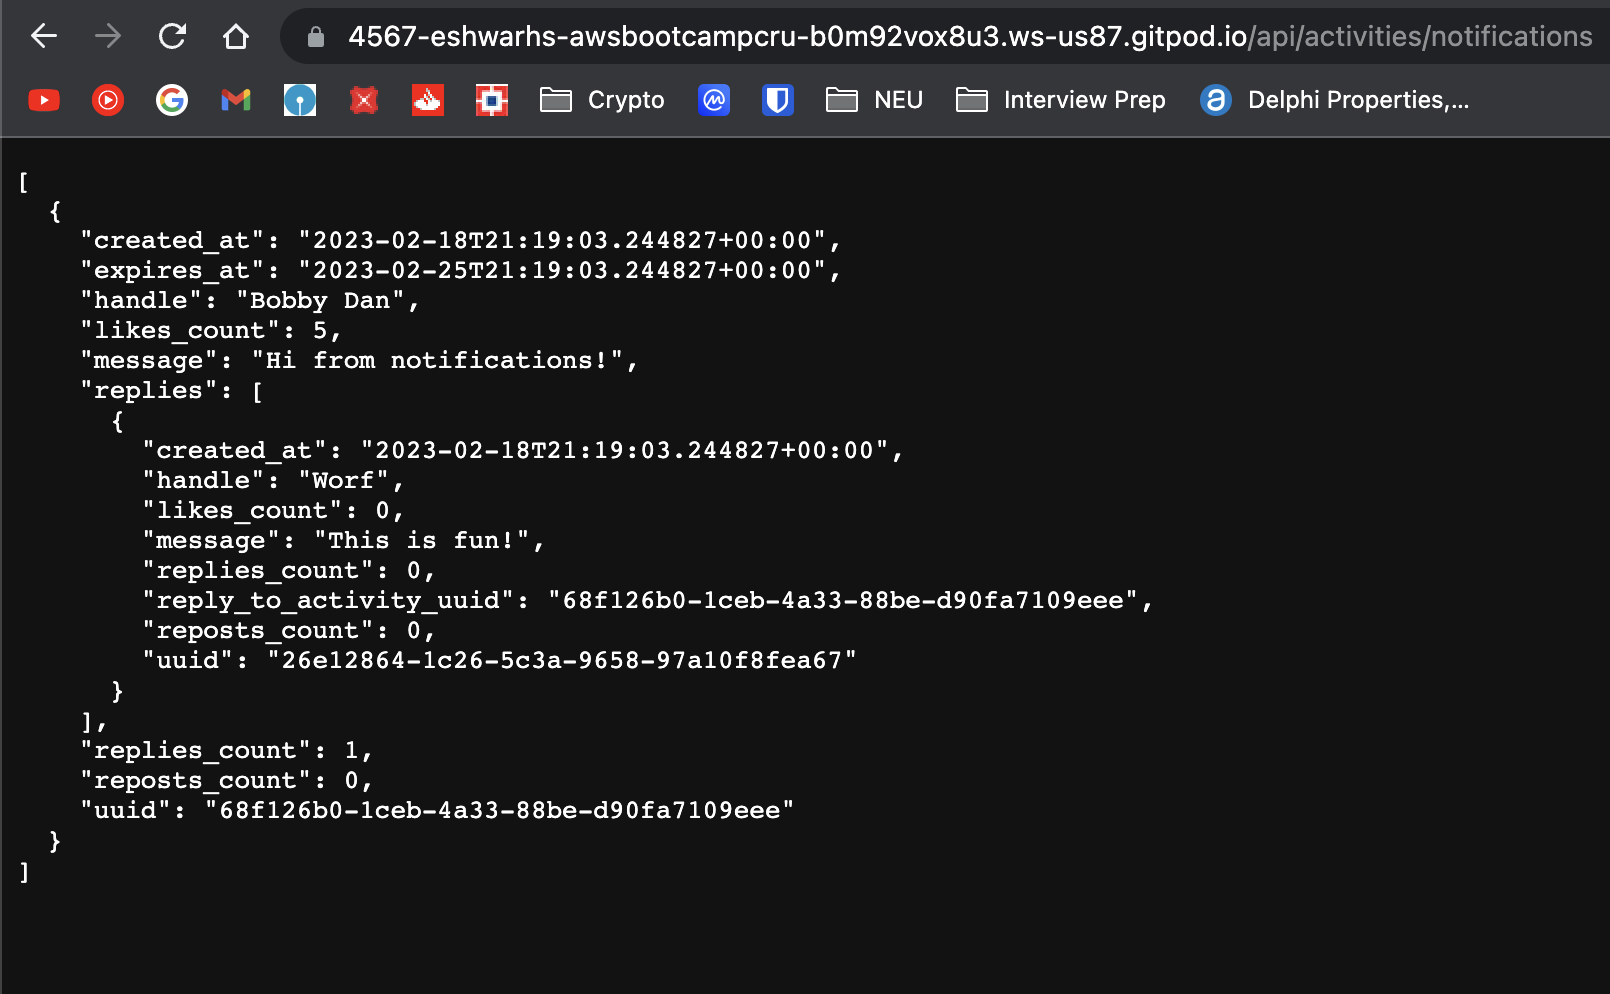 4567-eshwarhs-awsbootcampcru-b0m92vox8u3.ws-us87.gitpod.io/api/activities/notifications
Crypto NEU Interview Prep Delphi Properties,...
[
  {
    "created_at": "2023-02-18T21:19:03.244827+00:00",
    "expires_at": "2023-02-25T21:19:03.244827+00:00",
    "handle": "Bobby Dan",
    "likes_count": 5,
    "message": "Hi from notifications!",
    "replies": [
      {
        "created_at": "2023-02-18T21:19:03.244827+00:00",
        "handle": "Worf",
        "likes_count": 0,
        "message": "This is fun!",
        "replies_count": 0,
        "reply_to_activity_uuid": "68f126b0-1ceb-4a33-88be-d90fa7109eee",
        "reposts_count": 0,
        "uuid": "26e12864-1c26-5c3a-9658-97a10f8fea67"
      }
    ],
    "replies_count": 1,
    "reposts_count": 0,
    "uuid": "68f126b0-1ceb-4a33-88be-d90fa7109eee"
  }
]